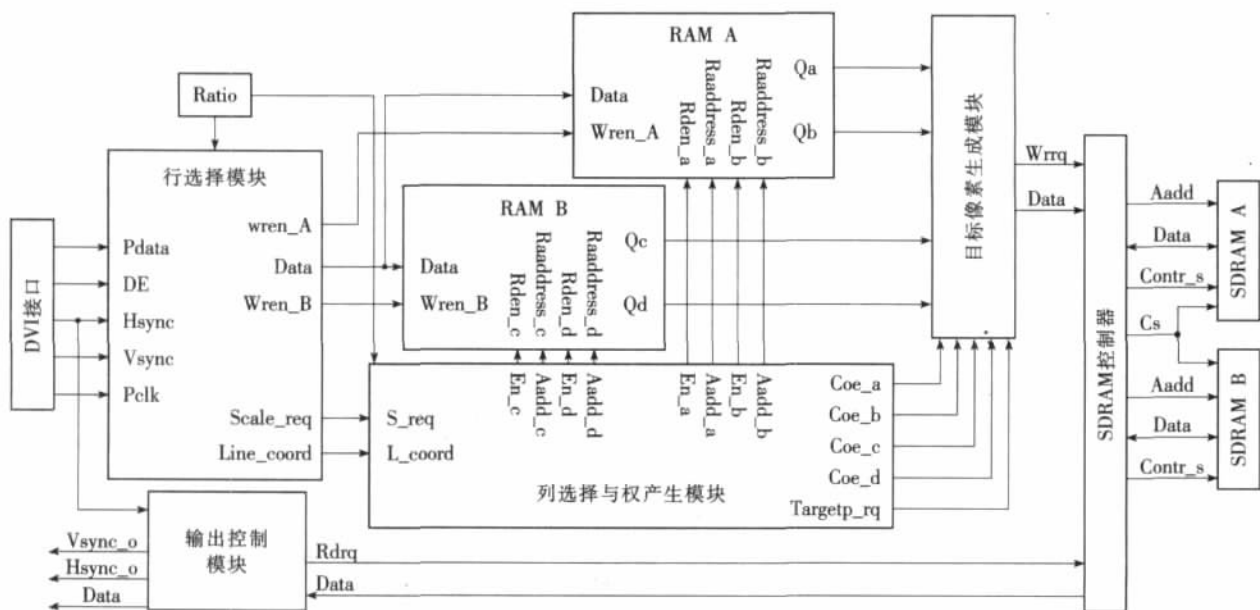 Ratio
DVI接口
行选择模块
Pdata
DE
Hsync
Vsync
Pclk
wren_A
Data
Wren_B
Scale_req
Line_coord
RAM A
Data
Wren_A
Rden_a
Raaddress_a
Rden_b
Raaddress_b
Qa
Qb
RAM B
Data
Wren_B
Rden_c
Raaddress_c
Rden_d
Raaddress_d
Qc
Qd
S_req
L_coord
En_c
Aadd_c
En_d
Aadd_d
En_a
Aadd_a
En_b
Aadd_b
Coe_a
Coe_b
Coe_c
Coe_d
Targetp_rq
列选择与权产生模块
目标像素生成模块
Wrrq
Data
SDRAM控制器
Aadd
Data
Contr_s
Cs
Aadd
Data
Contr_s
SDRAM A
SDRAM B
输出控制
模块
Vsync_o
Hsync_o
Data
Rdrq
Data